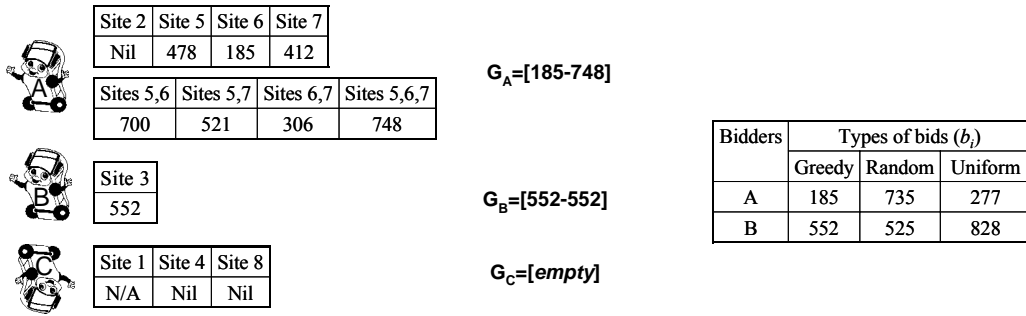 Site 2 Site 5 Site 6 Site 7
Nil 478 185 412
A
Sites 5,6 Sites 5,7 Sites 6,7 Sites 5,6,7
700 521 306 748
G_A=[185-748]
B
Site 3
552
G_B=[552-552]
C
Site 1 Site 4 Site 8
N/A Nil Nil
G_C=[empty]
Bidders Types of bids (b_i)
Greedy Random Uniform
A 185 735 277
B 552 525 828